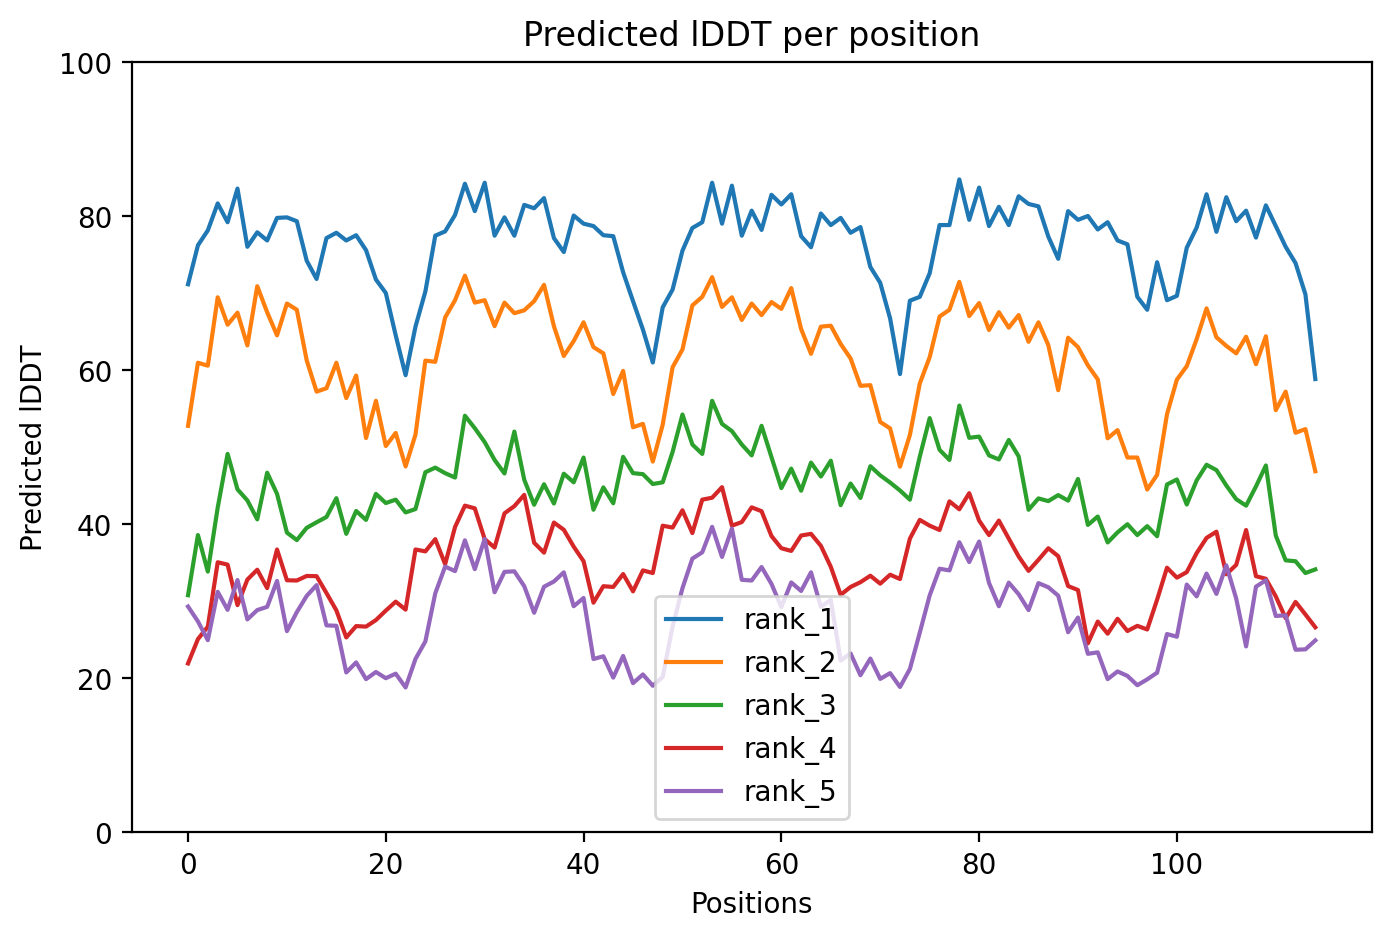 Predicted lDDT per position
100
80
60
40
20
0
Predicted lDDT
rank_1
rank_2
rank_3
rank_4
rank_5
0 20 40 60 80 100
Positions